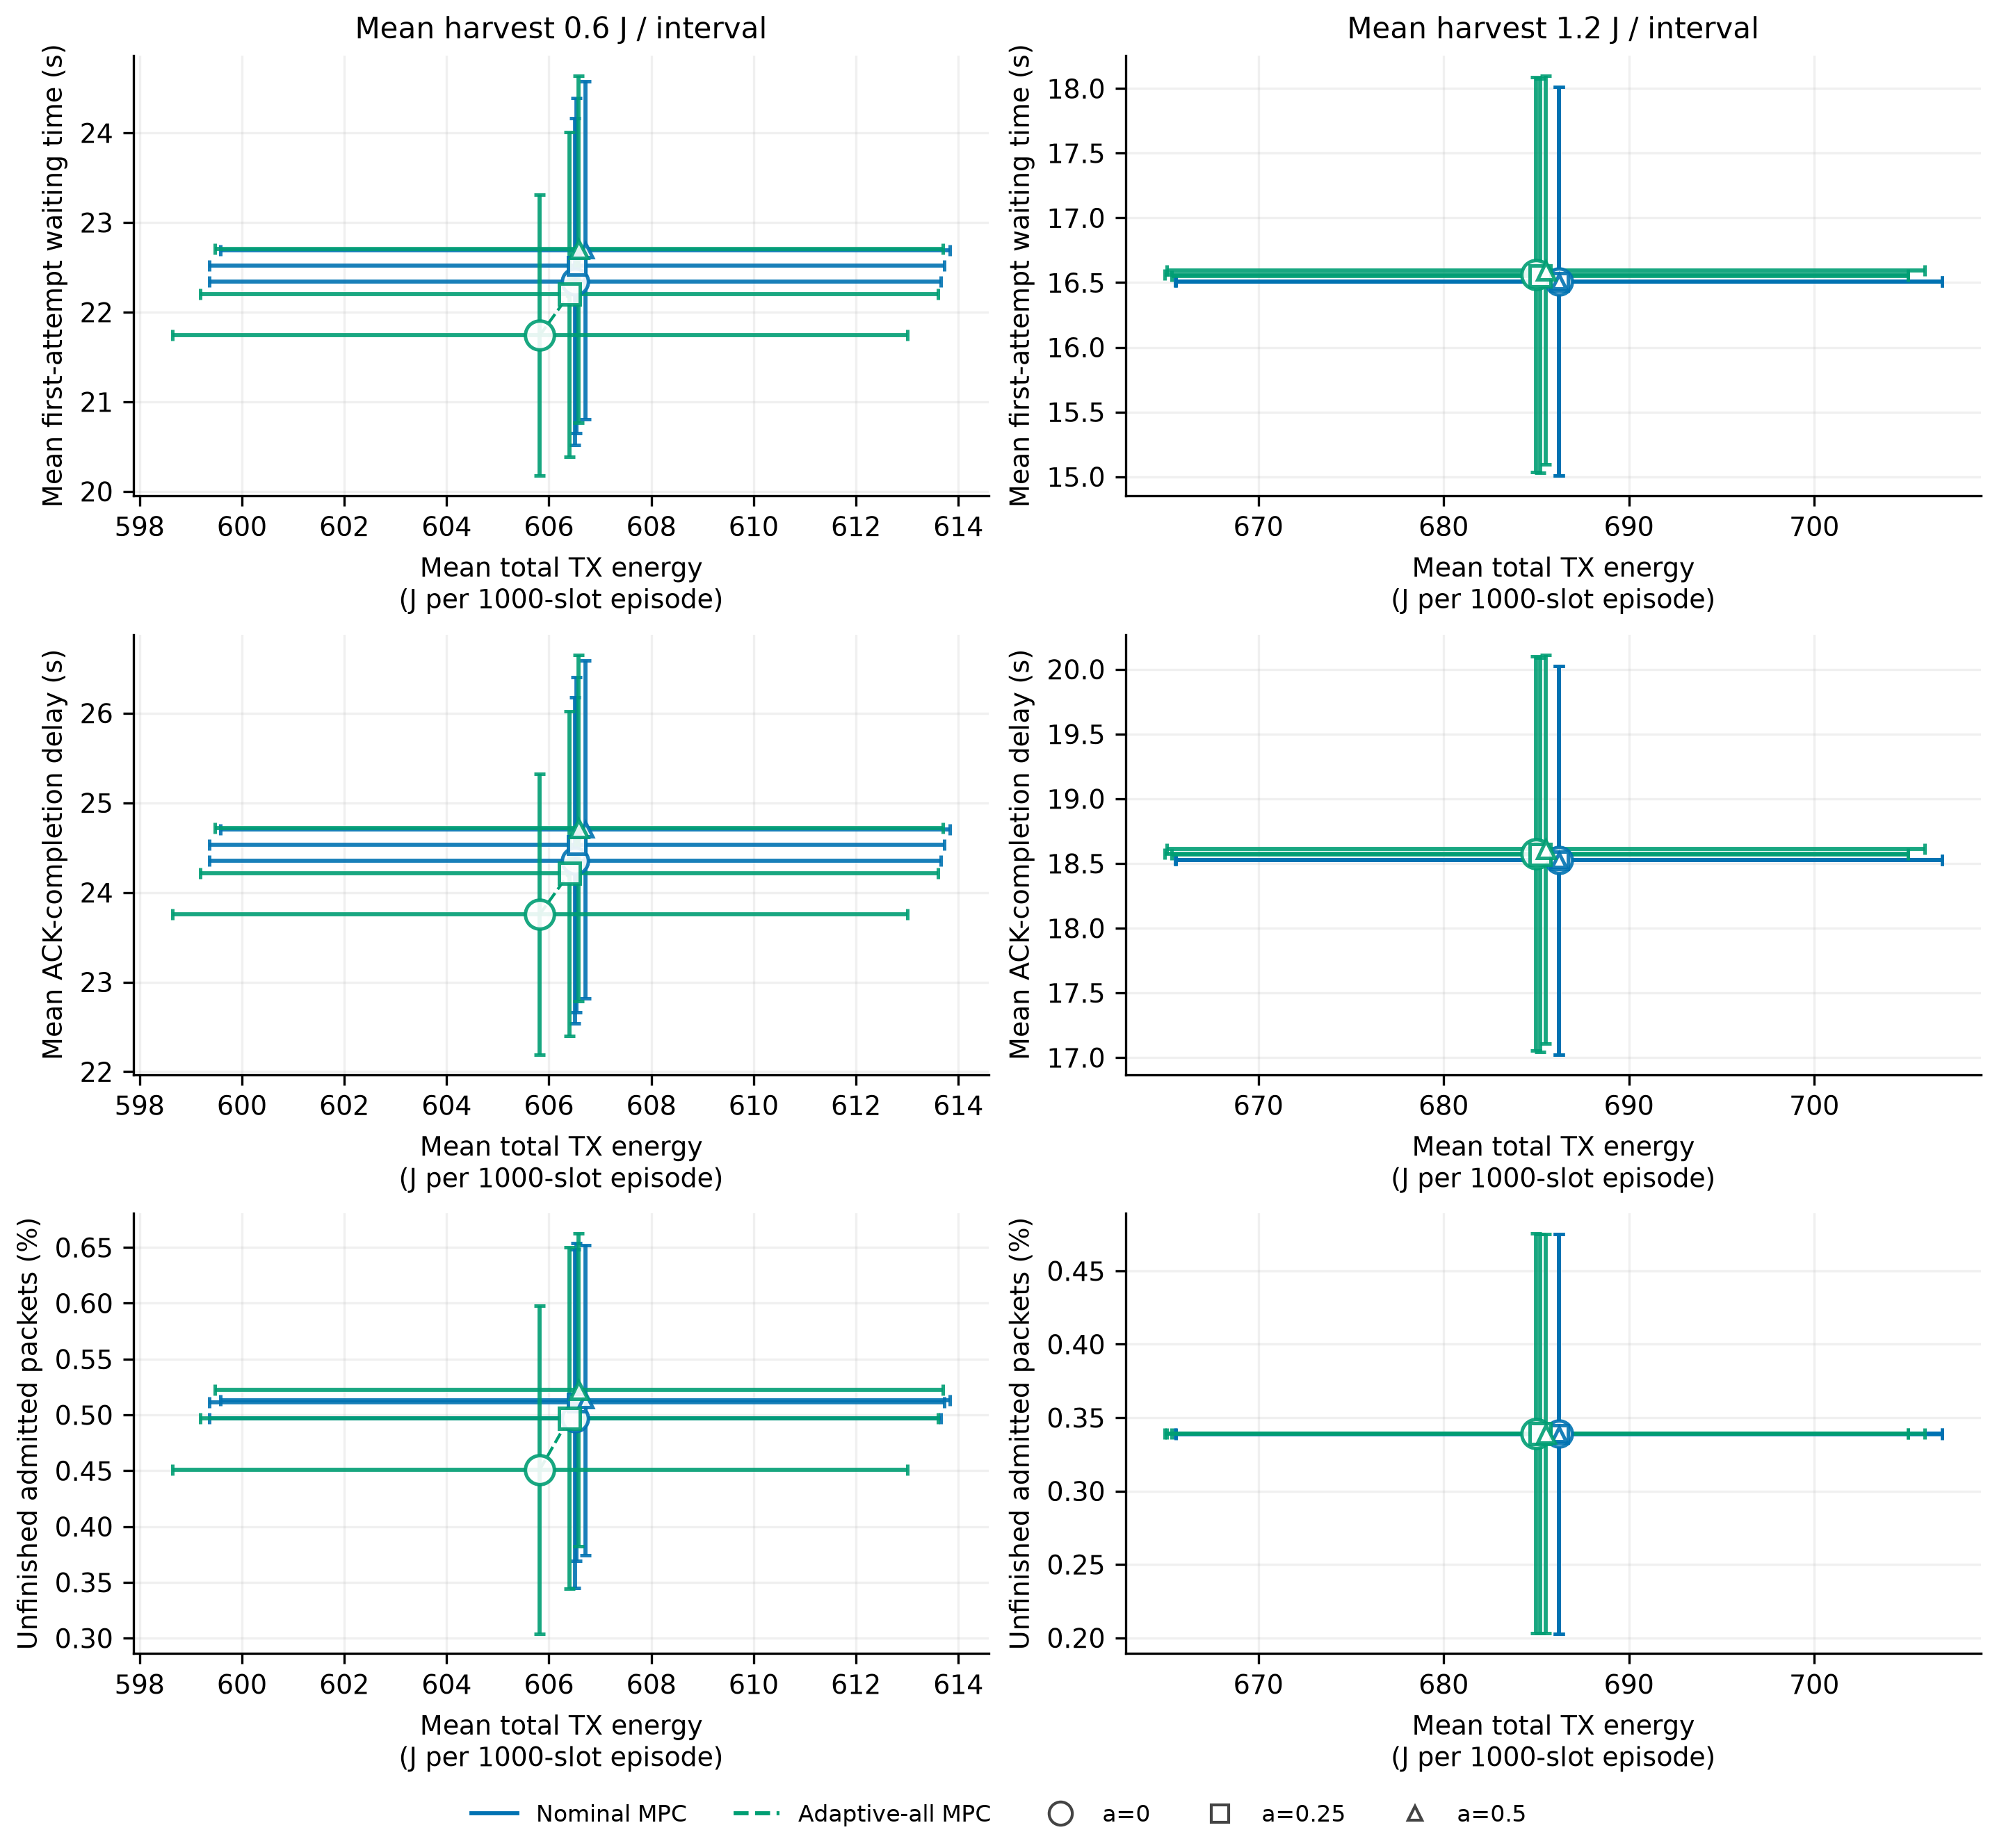 Mean harvest 0.6 J / interval
Mean first-attempt waiting time (s)
24
23
22
21
20
598 600 602 604 606 608 610 612 614
Mean total TX energy
(J per 1000-slot episode)
Mean harvest 1.2 J / interval
Mean first-attempt waiting time (s)
18.0
17.5
17.0
16.5
16.0
15.5
15.0
670 680 690 700
Mean total TX energy
(J per 1000-slot episode)
Mean ACK-completion delay (s)
26
25
24
23
22
598 600 602 604 606 608 610 612 614
Mean total TX energy
(J per 1000-slot episode)
Mean ACK-completion delay (s)
20.0
19.5
19.0
18.5
18.0
17.5
17.0
670 680 690 700
Mean total TX energy
(J per 1000-slot episode)
Unfinished admitted packets (%)
0.65
0.60
0.55
0.50
0.45
0.40
0.35
0.30
598 600 602 604 606 608 610 612 614
Mean total TX energy
(J per 1000-slot episode)
Unfinished admitted packets (%)
0.45
0.40
0.35
0.30
0.25
0.20
670 680 690 700
Mean total TX energy
(J per 1000-slot episode)
Nominal MPC Adaptive-all MPC a=0 a=0.25 a=0.5